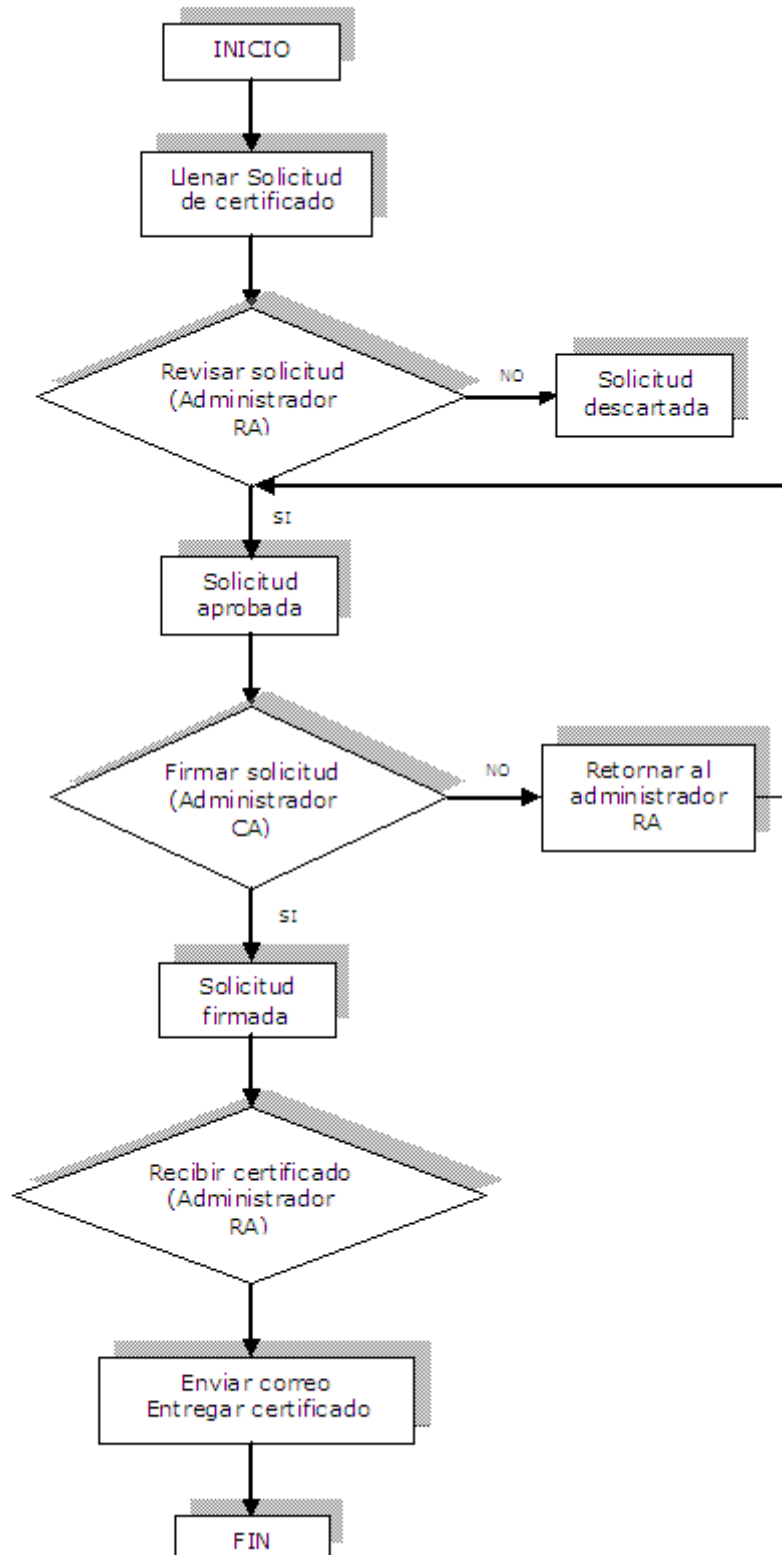 INICIO
Llenar Solicitud
de certificado
Revisar solicitud
(Administrador
RA)
NO
Solicitud
descartada
SI
Solicitud
aprobada
Firmar solicitud
(Administrador
CA)
NO
Retornar al
administrador
RA
SI
Solicitud
firmada
Recibir certificado
(Administrador
RA)
Enviar correo
Entregar certificado
FIN